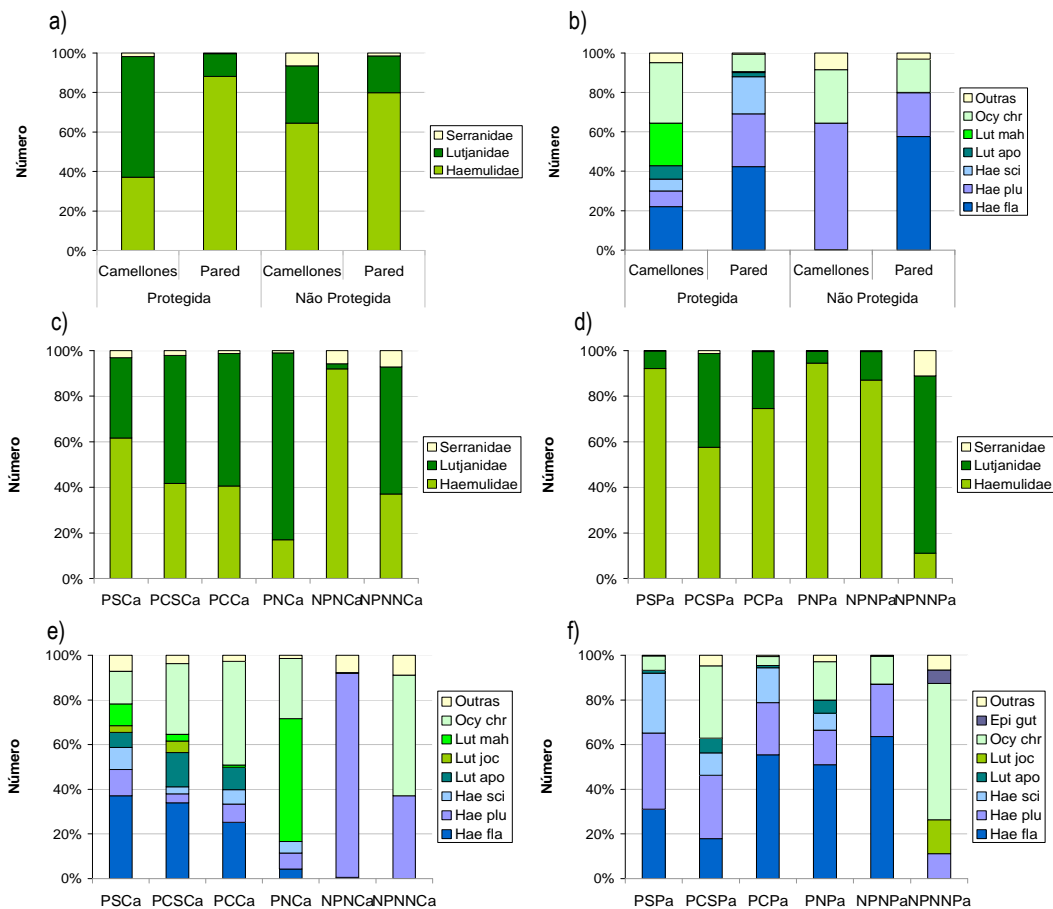 a)
Número
100%
80%
60%
40%
20%
0%
Camellones Pared Camellones Pared
Protegida Não Protegida
Serranidae
Lutjanidae
Haemulidae
b)
Número
100%
80%
60%
40%
20%
0%
Camellones Pared Camellones Pared
Protegida Não Protegida
Outras
Ocy chr
Lut mah
Lut apo
Hae sci
Hae plu
Hae fla
c)
Número
100%
80%
60%
40%
20%
0%
PSCa PCSCa PCCa PNCa NPNCa NPNNCa
Serranidae
Lutjanidae
Haemulidae
d)
Número
100%
80%
60%
40%
20%
0%
PSPa PCSPa PCPa PNPa NPNPa NPNNPa
Serranidae
Lutjanidae
Haemulidae
e)
Número
100%
80%
60%
40%
20%
0%
PSCa PCSCa PCCa PNCa NPNCa NPNNCa
Outras
Ocy chr
Lut mah
Lut joc
Lut apo
Hae sci
Hae plu
Hae fla
f)
Número
100%
80%
60%
40%
20%
0%
PSPa PCSPa PCPa PNPa NPNPa NPNNPa
Outras
Epi gut
Ocy chr
Lut joc
Lut apo
Hae sci
Hae plu
Hae fla